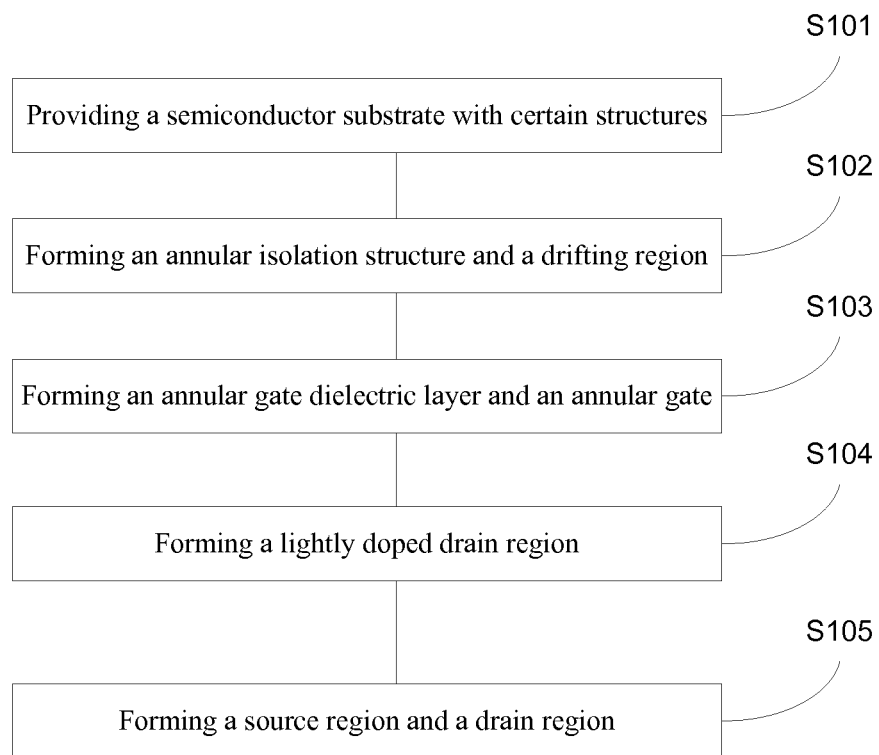 S101
Providing a semiconductor substrate with certain structures
S102
Forming an annular isolation structure and a drifting region
S103
Forming an annular gate dielectric layer and an annular gate
S104
Forming a lightly doped drain region
S105
Forming a source region and a drain region